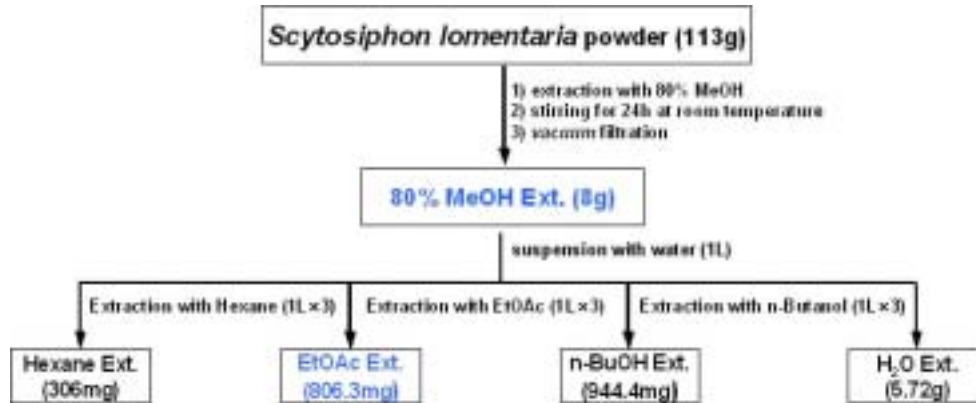 Scytosiphon lomentaria powder (113g)
1) extraction with 80% MeOH
2) stirring for 24h at room temperature
3) vacuum filtration
80% MeOH Ext. (8g)
suspension with water (1L)
Extraction with Hexane (1L×3)
Extraction with EtOAc (1L×3)
Extraction with n-Butanol (1L×3)
Hexane Ext.
(306mg)
EtOAc Ext.
(806.3mg)
n-BuOH Ext.
(944.4mg)
H₂O Ext.
(5.72g)